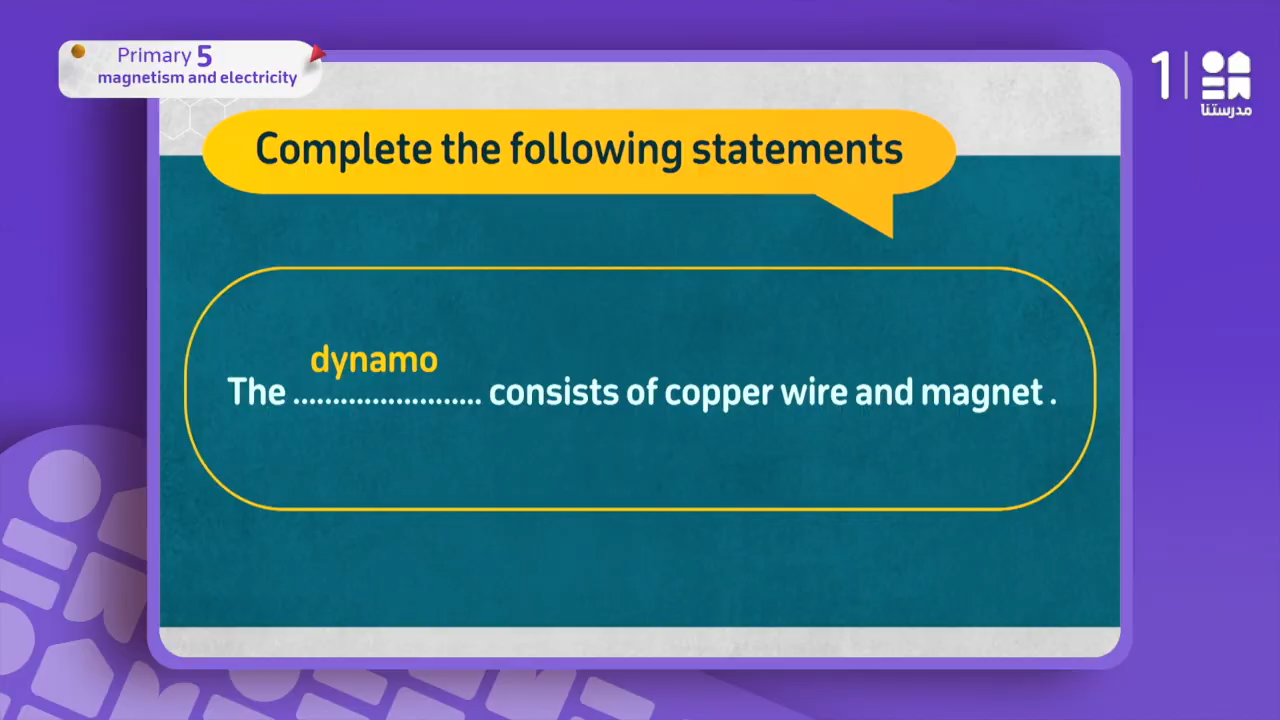 Primary 5
magnetism and electricity
1
مدرستنا
Complete the following statements
dynamo
The ........................ consists of copper wire and magnet .